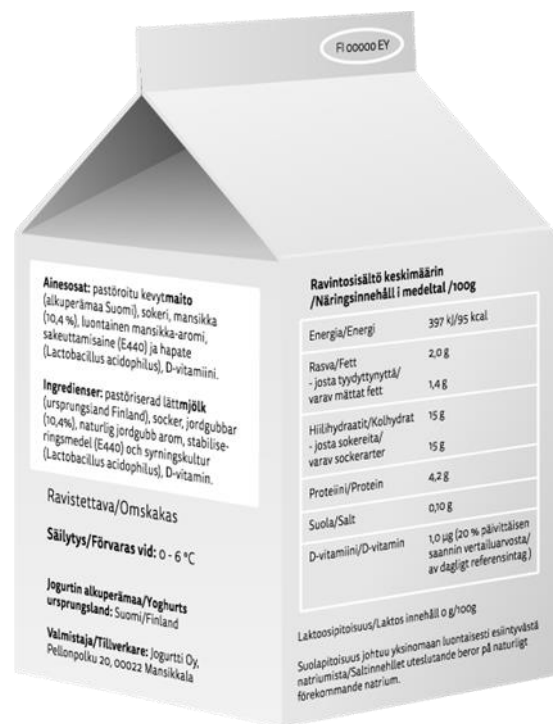 FI 00000 EY
Ainesosat: pastöroitu kevytmaito
(alkuperämaa Suomi), sokeri, mansikka
(10,4 %), luontainen mansikka-aromi,
sakeuttamisaine (E440) ja hapate
(Lactobacillus acidophilus), D-vitamiini.
Ingredienser: pastöriserad lättmjölk
(ursprungsland Finland), socker, jordgubbar
(10,4%), naturlig jordgubb arom, stabilise-
ringsmedel (E440) och syrningskultur
(Lactobacillus acidophilus), D-vitamin.
Ravistettava/Omskakas
Säilytys/Förvaras vid: 0 - 6 °C
Jogurtin alkuperämaa/Yoghurts
ursprungsland: Suomi/Finland
Valmistaja/Tillverkare: Jogurtti Oy,
Pellonpolku 20, 00022 Mansikkala
Ravintosisältö keskimäärin
/Näringsinnehåll i medeltal /100g
Energia/Energi 397 kJ/95 kcal
Rasva/Fett 2,0 g
- josta tyydyttynyttä/
varav mättat fett 1,4 g
Hiilihydraatit/Kolhydrat 15 g
- josta sokereita/
varav sockerarter 15 g
Proteiini/Protein 4,2 g
Suola/Salt 0,10 g
D-vitamiini/D-vitamin 1,0 µg (20 % päivittäisen
saannin vertailuarvosta/
av dagligt referensintag )
Laktoosipitoisuus/Laktos innehåll 0 g/100g
Suolapitoisuus johtuu yksinomaan luontaisesti esiintyvästä
natriumista/Saltinnehllet uteslutande beror på naturligt
förekommande natrium.